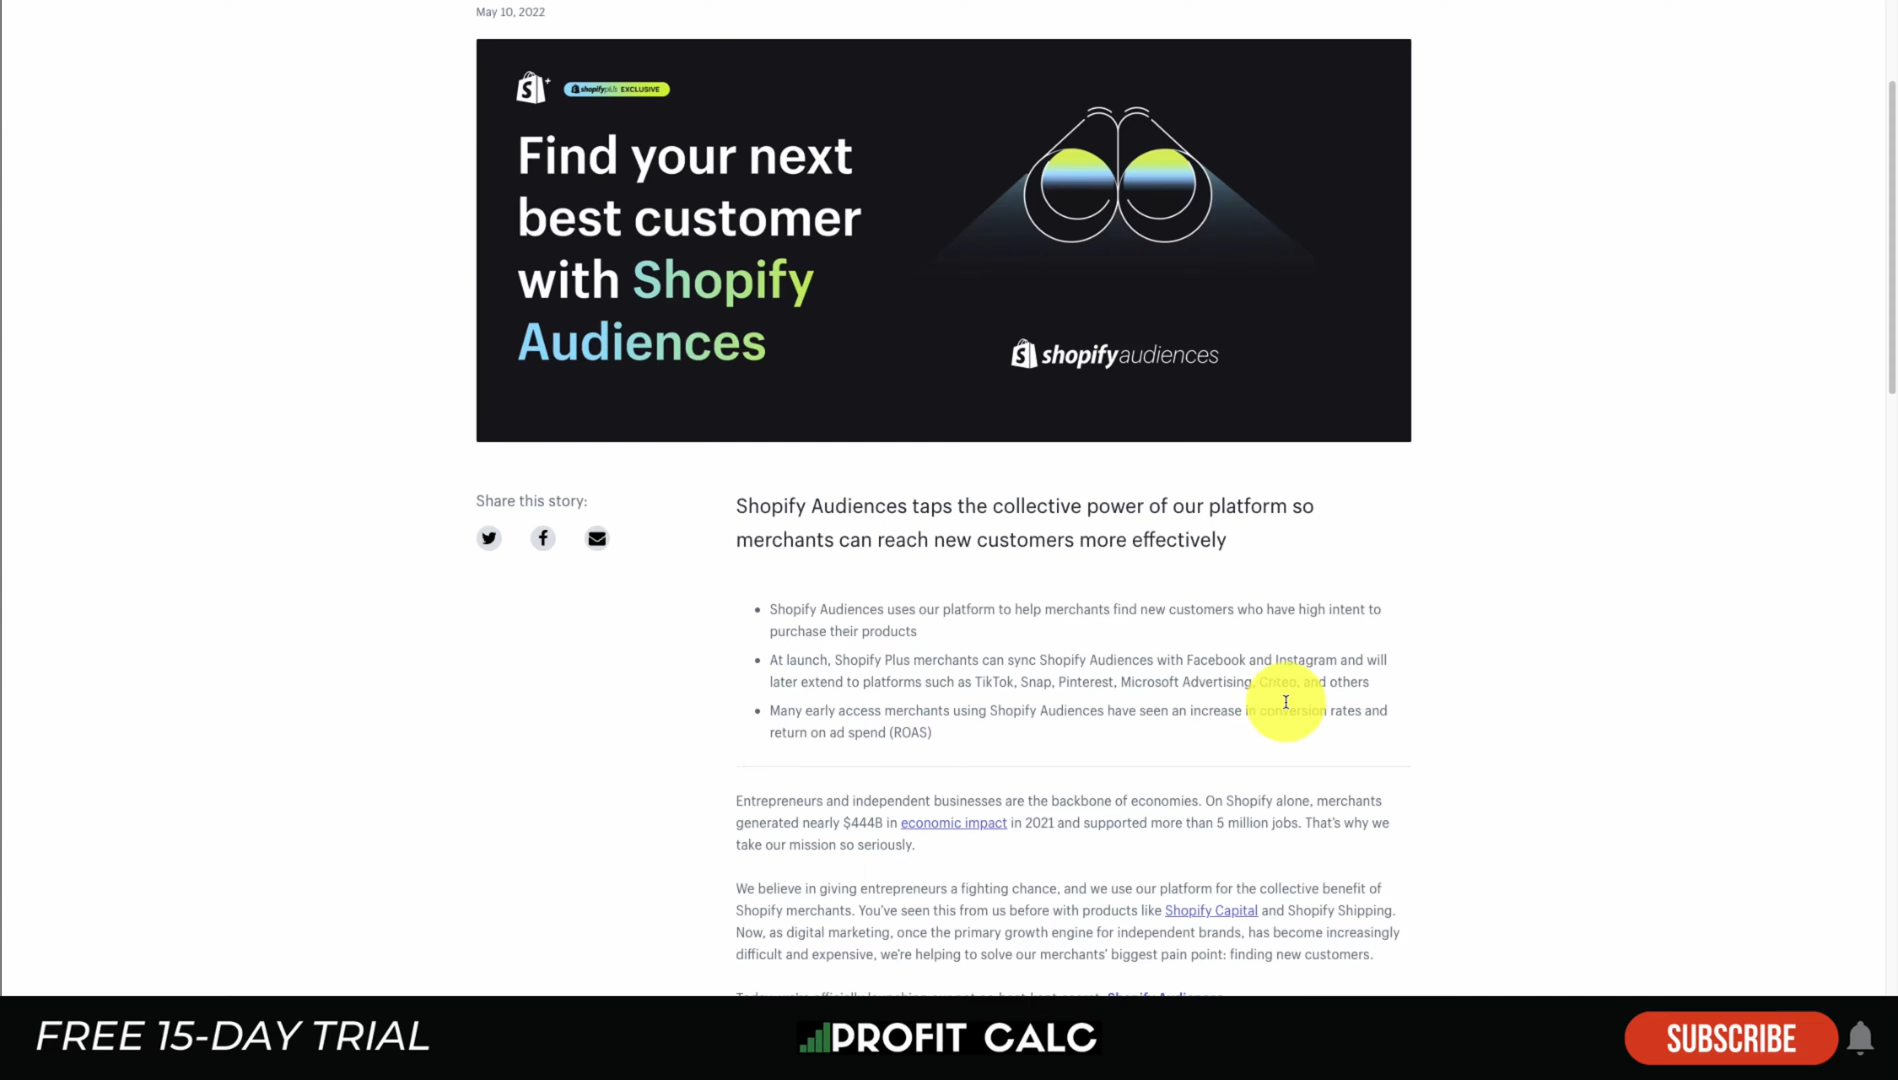 May 10, 2022
shopifyplus EXCLUSIVE
Find your next
best customer
with Shopify
Audiences
shopifyaudiences
Share this story:
Shopify Audiences taps the collective power of our platform so
merchants can reach new customers more effectively
• Shopify Audiences uses our platform to help merchants find new customers who have high intent to
purchase their products
• At launch, Shopify Plus merchants can sync Shopify Audiences with Facebook and Instagram and will
later extend to platforms such as TikTok, Snap, Pinterest, Microsoft Advertising, Criteo, and others
• Many early access merchants using Shopify Audiences have seen an increase in conversion rates and
return on ad spend (ROAS)
Entrepreneurs and independent businesses are the backbone of economies. On Shopify alone, merchants
generated nearly $444B in economic impact in 2021 and supported more than 5 million jobs. That's why we
take our mission so seriously.
We believe in giving entrepreneurs a fighting chance, and we use our platform for the collective benefit of
Shopify merchants. You've seen this from us before with products like Shopify Capital and Shopify Shipping.
Now, as digital marketing, once the primary growth engine for independent brands, has become increasingly
difficult and expensive, we're helping to solve our merchants' biggest pain point: finding new customers.
FREE 15-DAY TRIAL
PROFIT CALC
SUBSCRIBE